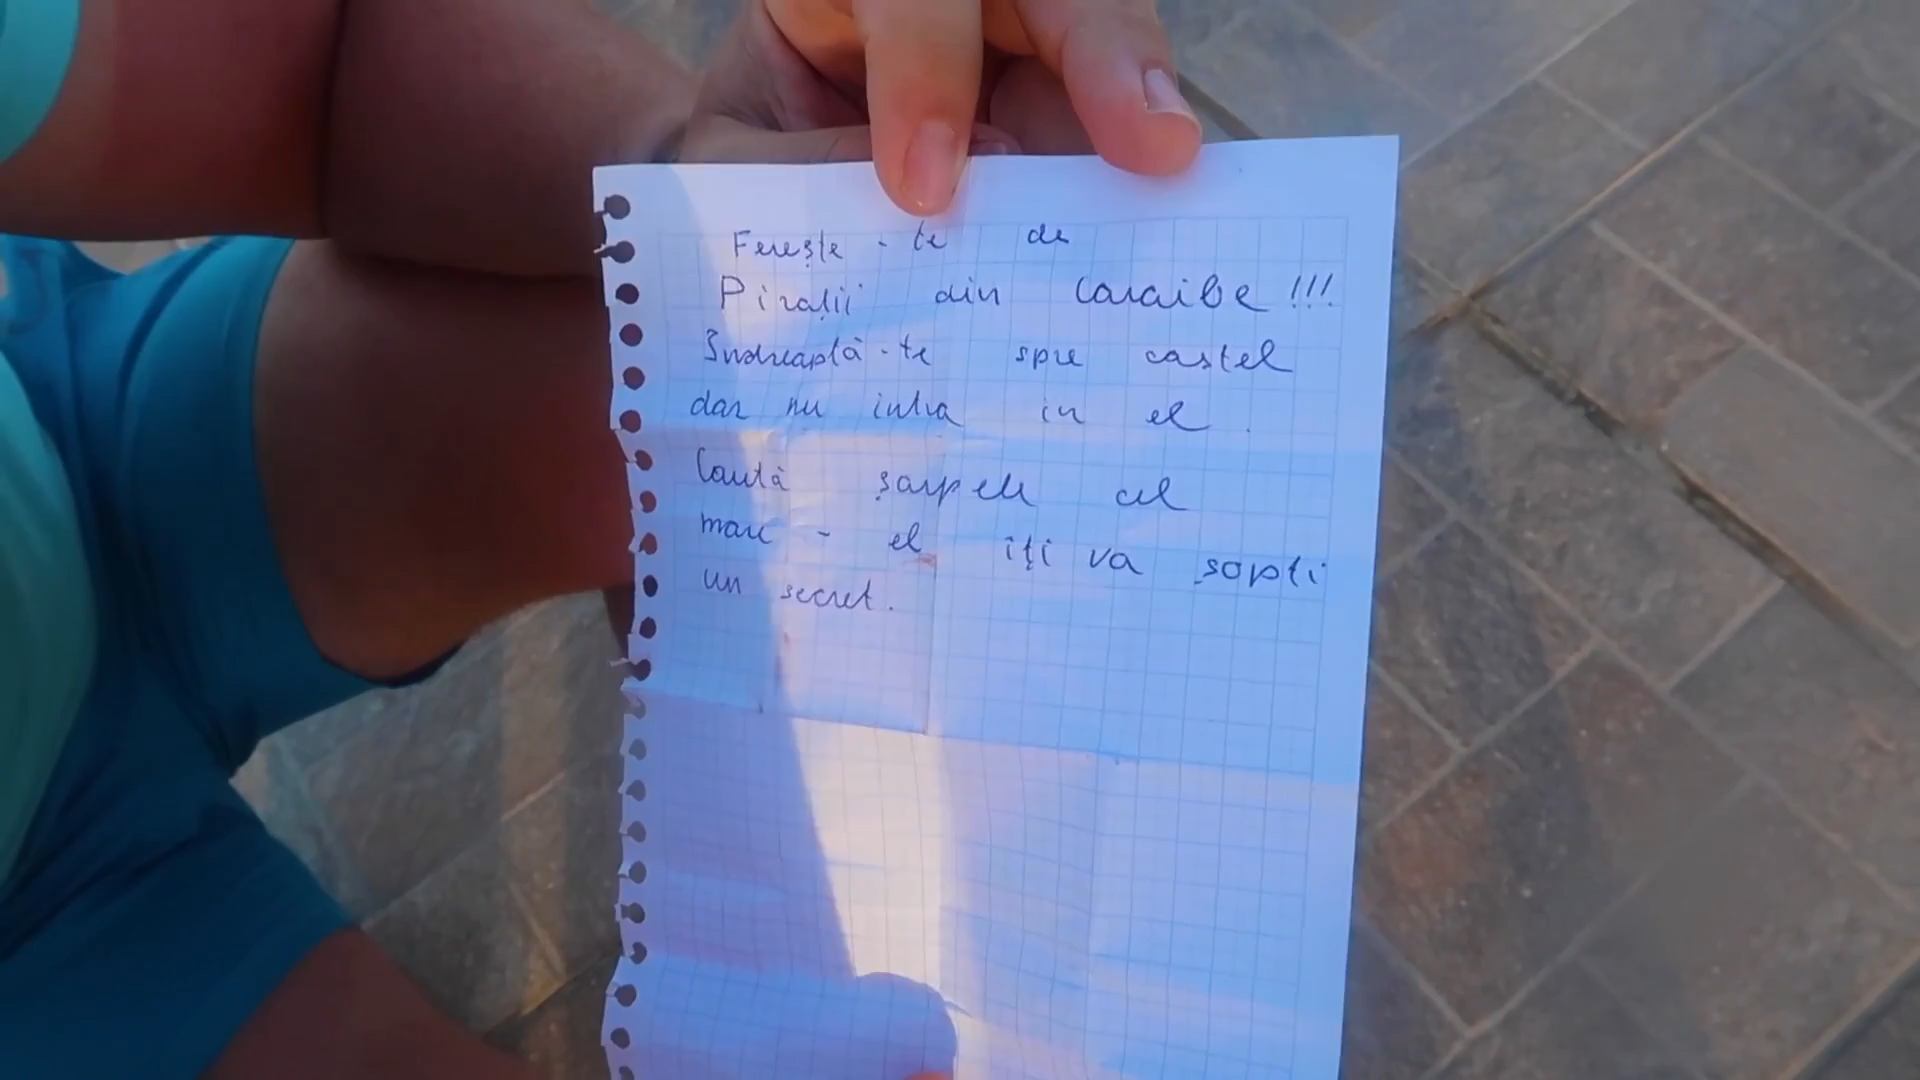 Ferește-te de
Pirații din Caraibe!!!
Îndreaptă-te spre castel
dar nu intra in el.
Caută șarpele cel
mare - el îți va șopti
un secret.